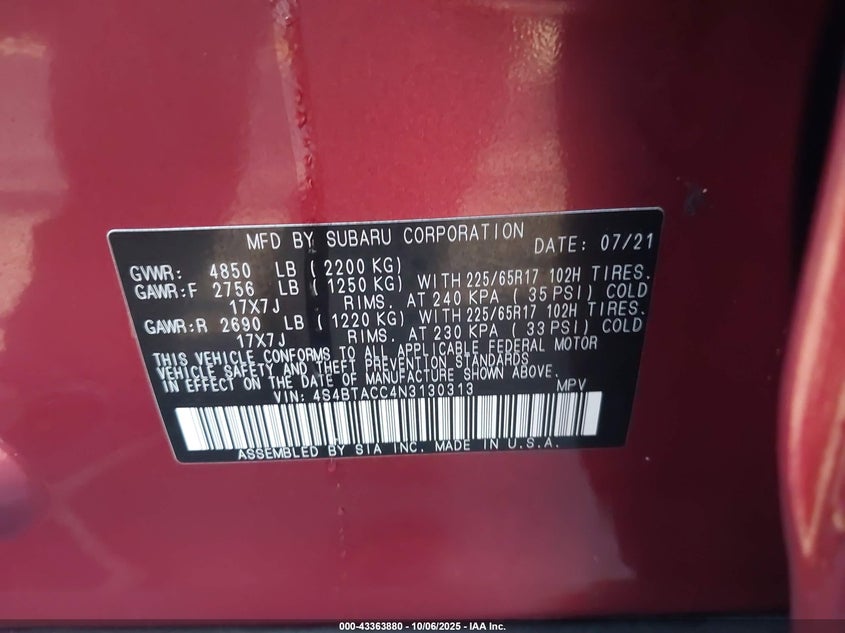 MFD BY SUBARU CORPORATION DATE: 07/21
GVWR: 4850 LB (2200 KG)
GAWR:F 2756 LB (1250 KG) WITH 225/65R17 102H TIRES.
17X7J RIMS. AT 240 KPA (35 PSI) COLD
GAWR:R 2690 LB (1220 KG) WITH 225/65R17 102H TIRES.
17X7J RIMS. AT 230 KPA (33 PSI) COLD
THIS VEHICLE CONFORMS TO ALL APPLICABLE FEDERAL MOTOR
VEHICLE SAFETY AND THEFT PREVENTION STANDARDS
IN EFFECT ON THE DATE OF MANUFACTURE SHOWN ABOVE.
VIN: 4S4BTACC4N3130313 MPV
ASSEMBLED BY SIA INC. MADE IN U.S.A.
000-43363880 - 10/06/2025 - IAA Inc.